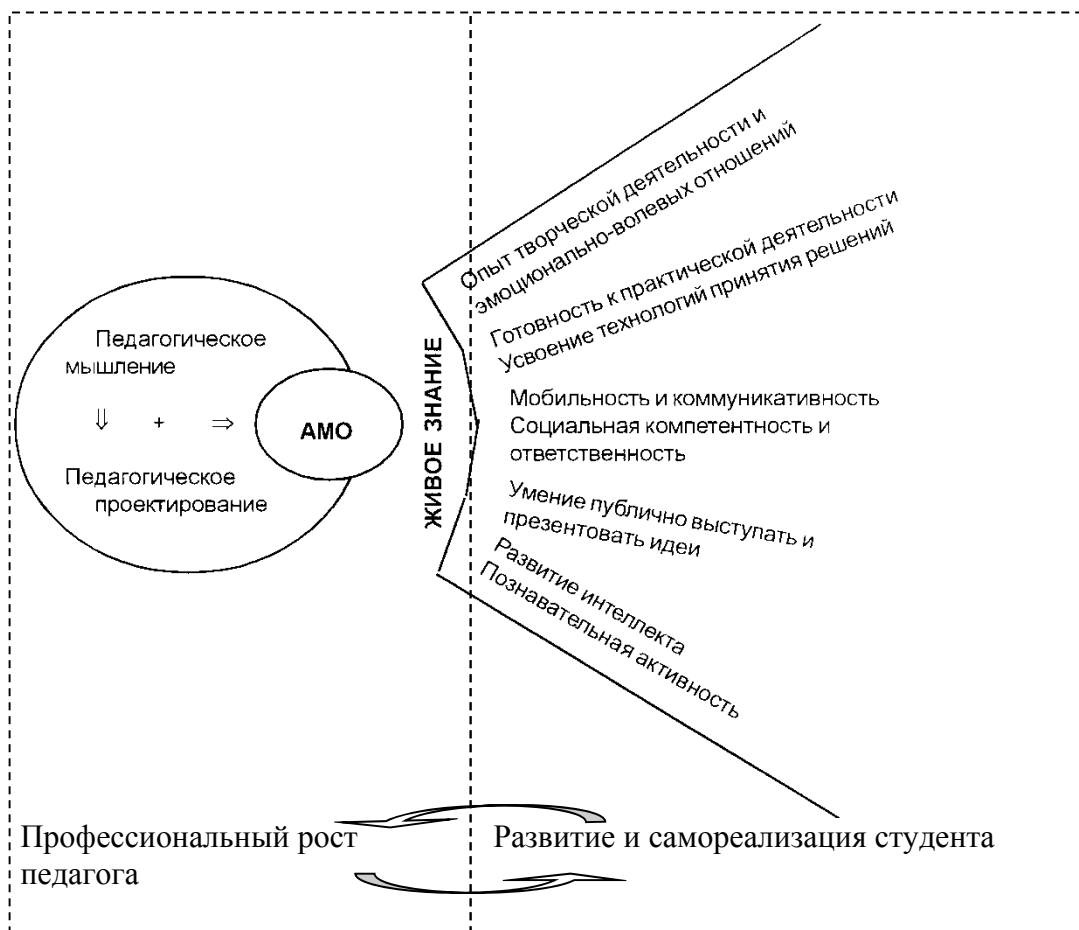 Опыт творческой деятельности и
эмоционально-волевых отношений
Готовность к практической деятельности
Усвоение технологий принятия решений
Педагогическое
мышление
⇓ + ⇒
АМО
Педагогическое
проектирование
ЖИВОЕ ЗНАНИЕ
Мобильность и коммуникативность
Социальная компетентность и
ответственность
Умение публично выступать и
презентовать идеи
Развитие интеллекта
Познавательная активность
Профессиональный рост
педагога
Развитие и самореализация студента